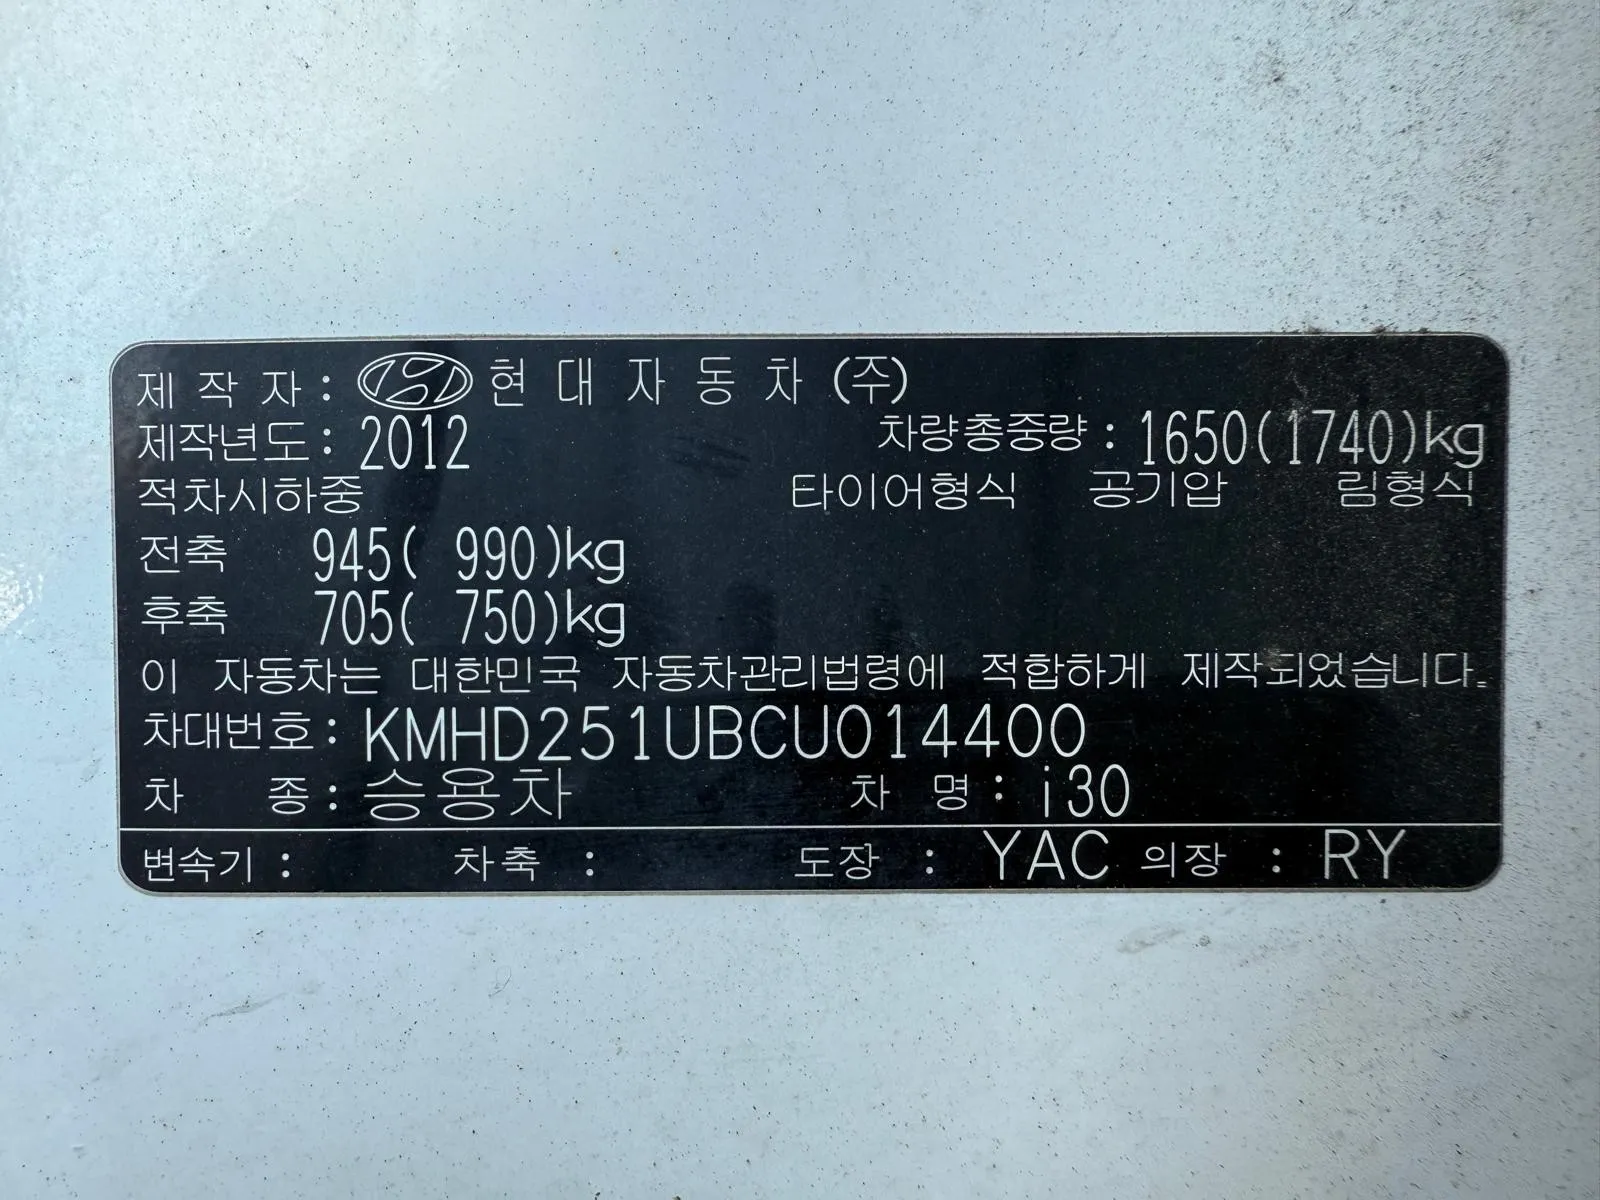 제 작 자 : 현 대 자 동 차 (주)
제작년도 : 2012 차량총중량 : 1650(1740)kg
적차시하중 타이어형식 공기압 림형식
전축 945( 990)kg
후축 705( 750)kg
이 자동차는 대한민국 자동차관리법령에 적합하게 제작되었습니다.
차대번호 : KMHD251UBCU014400
차 종 : 승용차 차 명 : i30
변속기 : 차축 : 도장 : YAC 의장 : RY